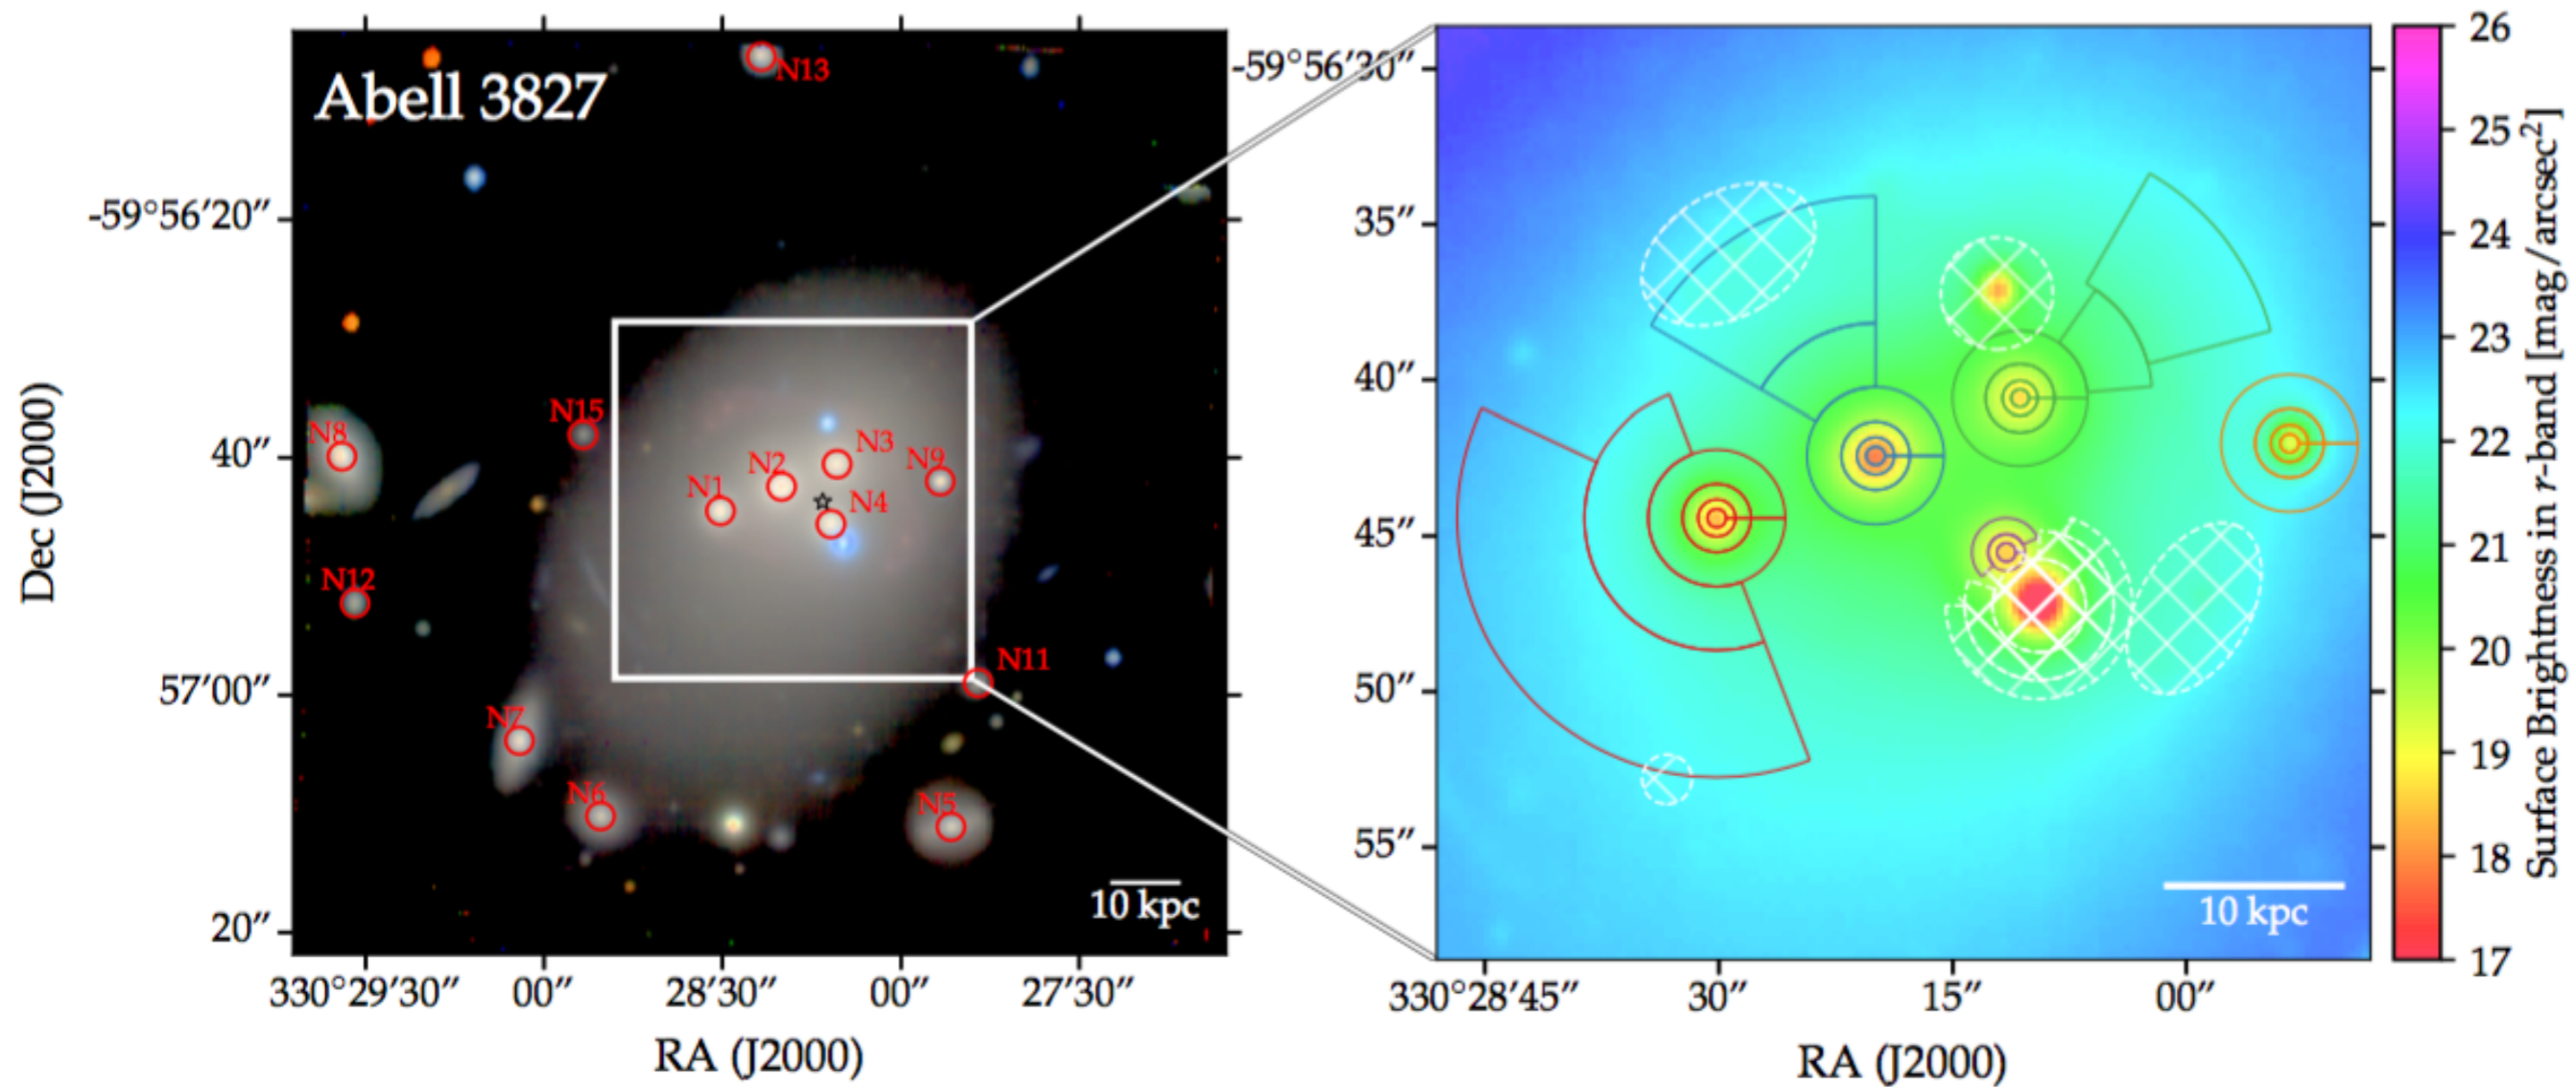 Abell 3827
N13
N15
N8
N3
N2
N9
N1
N4
N12
N11
N7
N6
N5
10 kpc
-59°56′20″
40″
57′00″
20″
Dec (J2000)
330°29′30″ 00″ 28′30″ 00″ 27′30″
RA (J2000)
-59°56′30″
35″
40″
45″
50″
55″
10 kpc
330°28′45″ 30″ 15″ 00″
RA (J2000)
26
25
24
23
22
21
20
19
18
17
Surface Brightness in r-band [mag/arcsec²]